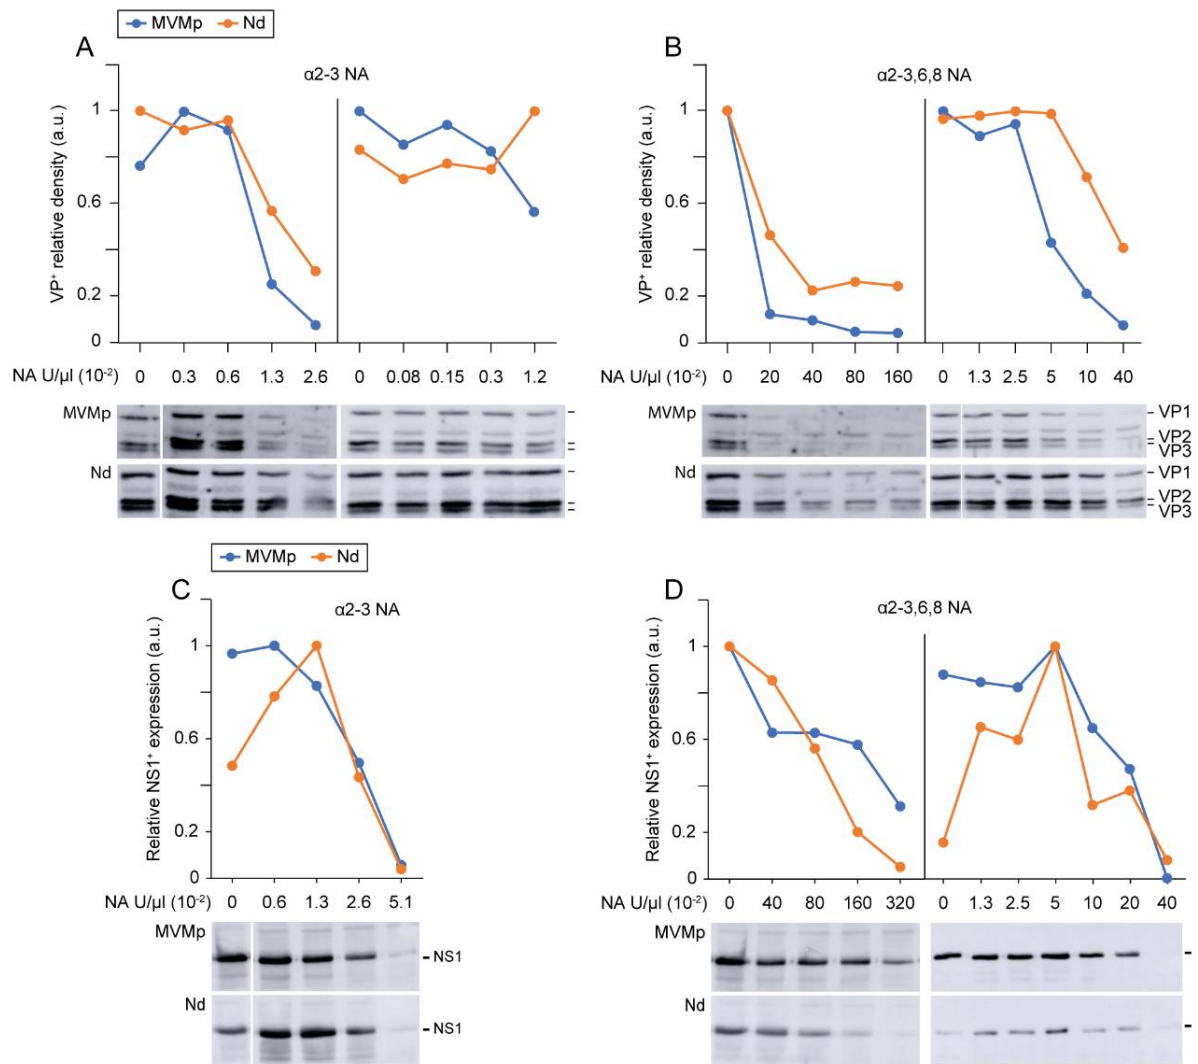 MVMp Nd
A
α2-3 NA
VP⁺ relative density (a.u.)
1
0.6
0.2
0
NA U/µl (10⁻²) 0 0.3 0.6 1.3 2.6 0 0.08 0.15 0.3 1.2
MVMp
Nd
B
α2-3,6,8 NA
VP⁺ relative density (a.u.)
1
0.6
0.2
0
NA U/µl (10⁻²) 0 20 40 80 160 0 1.3 2.5 5 10 40
MVMp
VP1
VP2
VP3
Nd
VP1
VP2
VP3
MVMp Nd
C
α2-3 NA
Relative NS1⁺ expression (a.u.)
1
0.6
0.2
0
NA U/µl (10⁻²) 0 0.6 1.3 2.6 5.1
MVMp
NS1
Nd
NS1
D
α2-3,6,8 NA
Relative NS1⁺ expression (a.u.)
1
0.6
0.2
0
NA U/µl (10⁻²) 0 40 80 160 320 0 1.3 2.5 5 10 20 40
MVMp
Nd